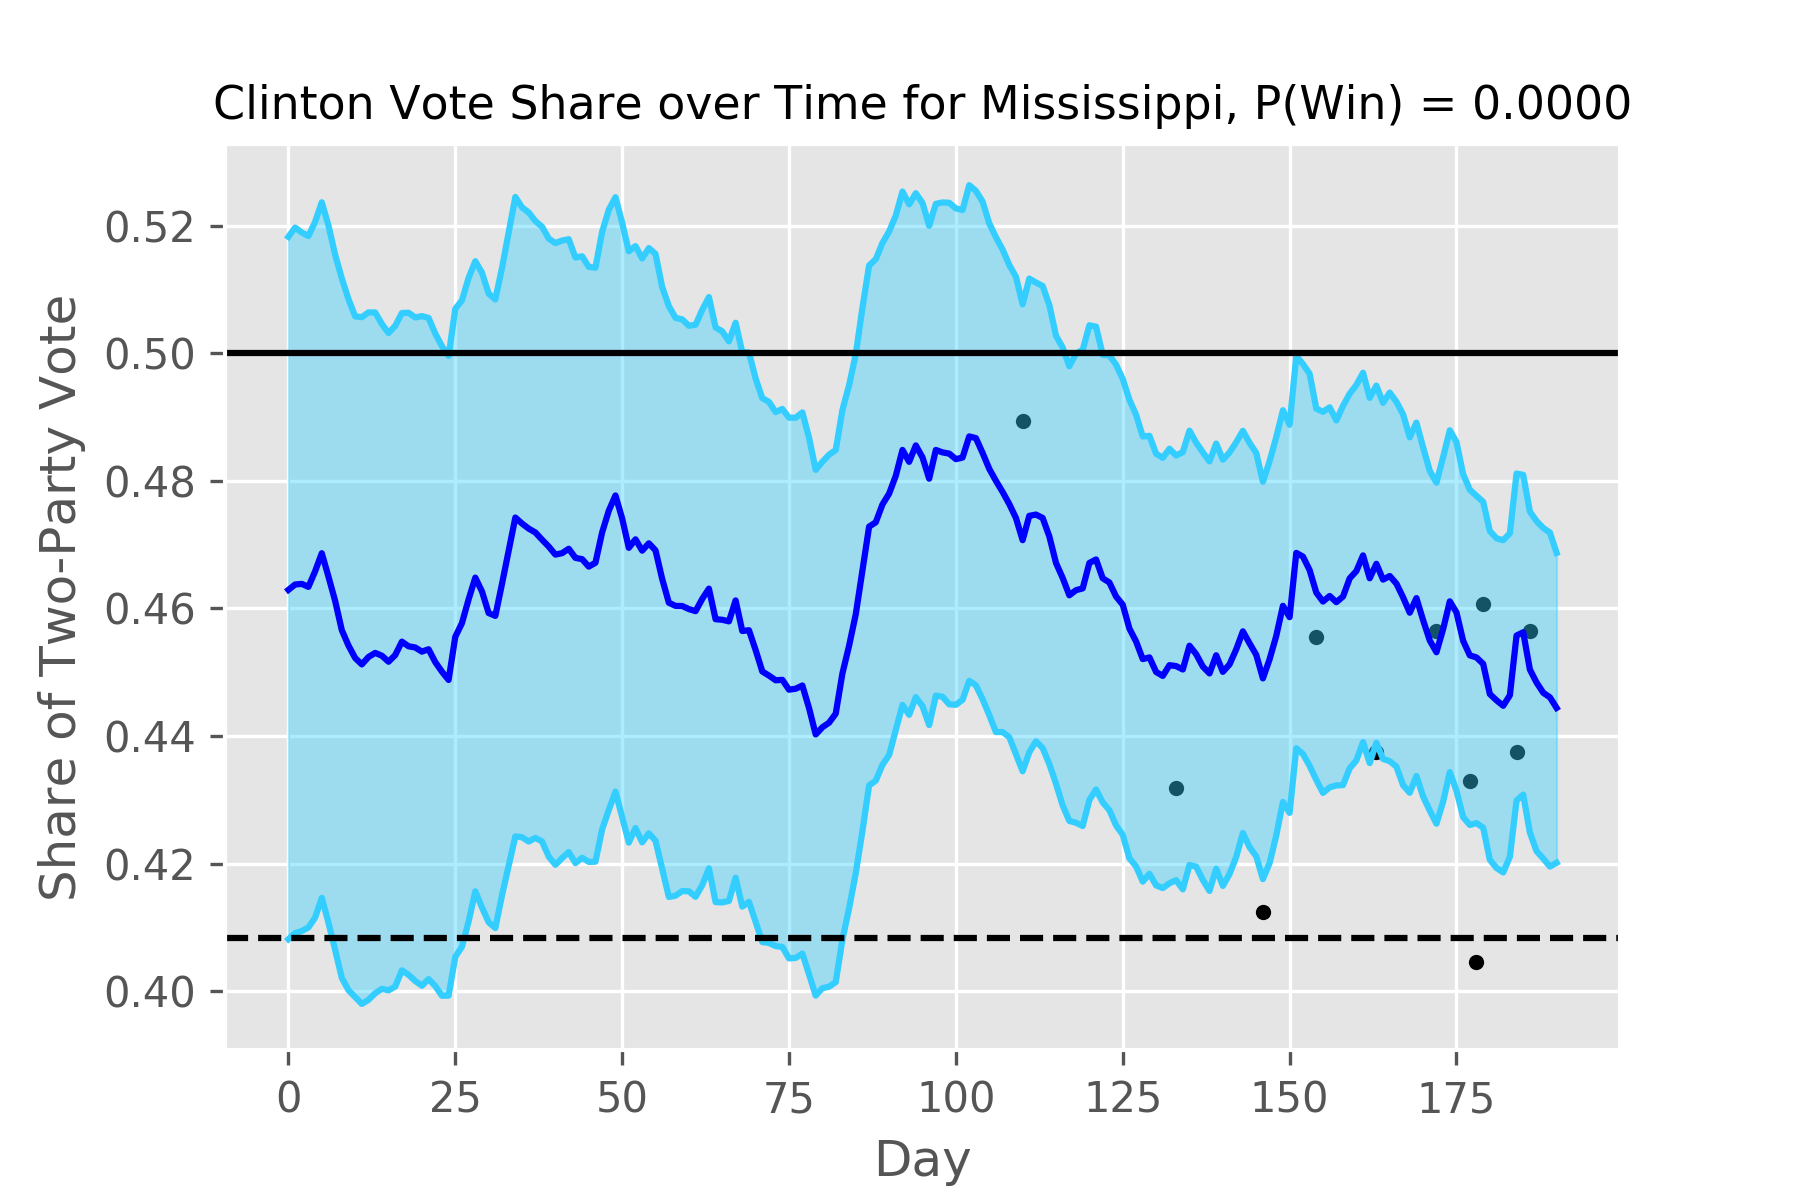 Clinton Vote Share over Time for Mississippi, P(Win) = 0.0000
Share of Two-Party Vote
0.52
0.50
0.48
0.46
0.44
0.42
0.40
0 25 50 75 100 125 150 175
Day